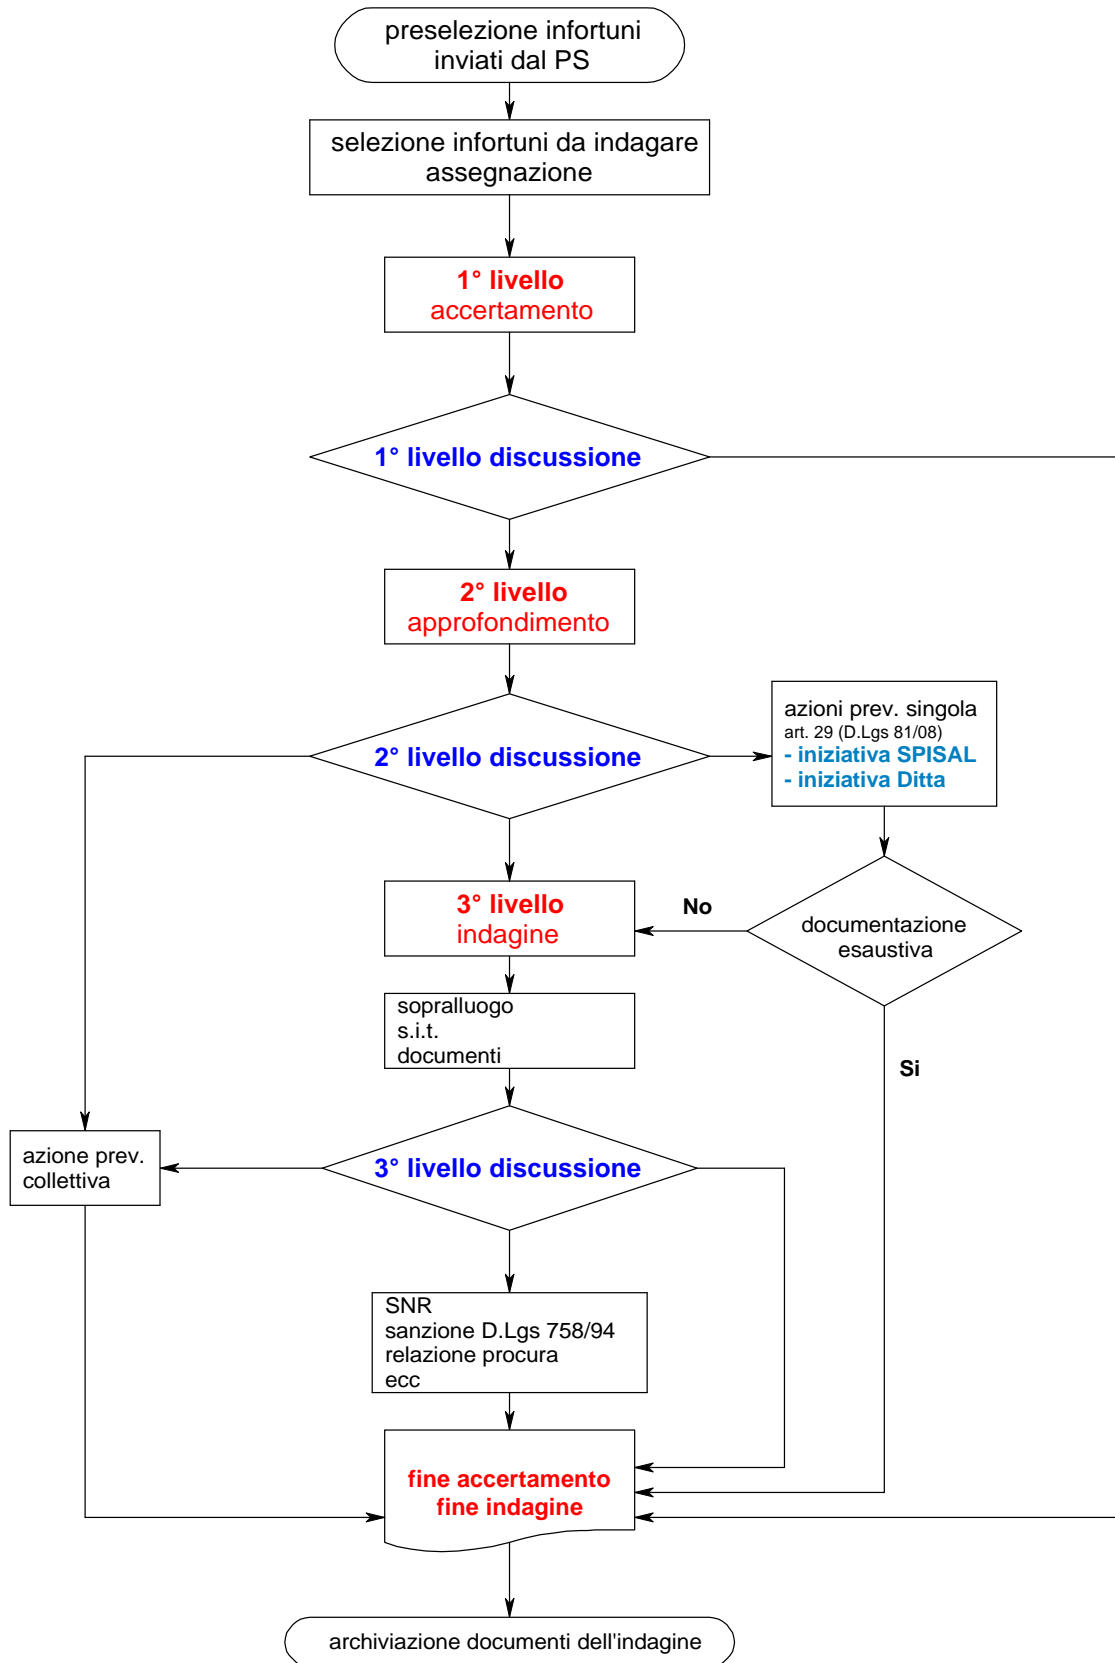 preselezione infortuni
inviati dal PS
selezione infortuni da indagare
assegnazione
1° livello
accertamento
1° livello discussione
2° livello
approfondimento
2° livello discussione
azioni prev. singola
art. 29 (D.Lgs 81/08)
- iniziativa SPISAL
- iniziativa Ditta
3° livello
indagine
No
documentazione
esaustiva
sopralluogo
s.i.t.
documenti
Si
azione prev.
collettiva
3° livello discussione
SNR
sanzione D.Lgs 758/94
relazione procura
ecc
fine accertamento
fine indagine
archiviazione documenti dell'indagine